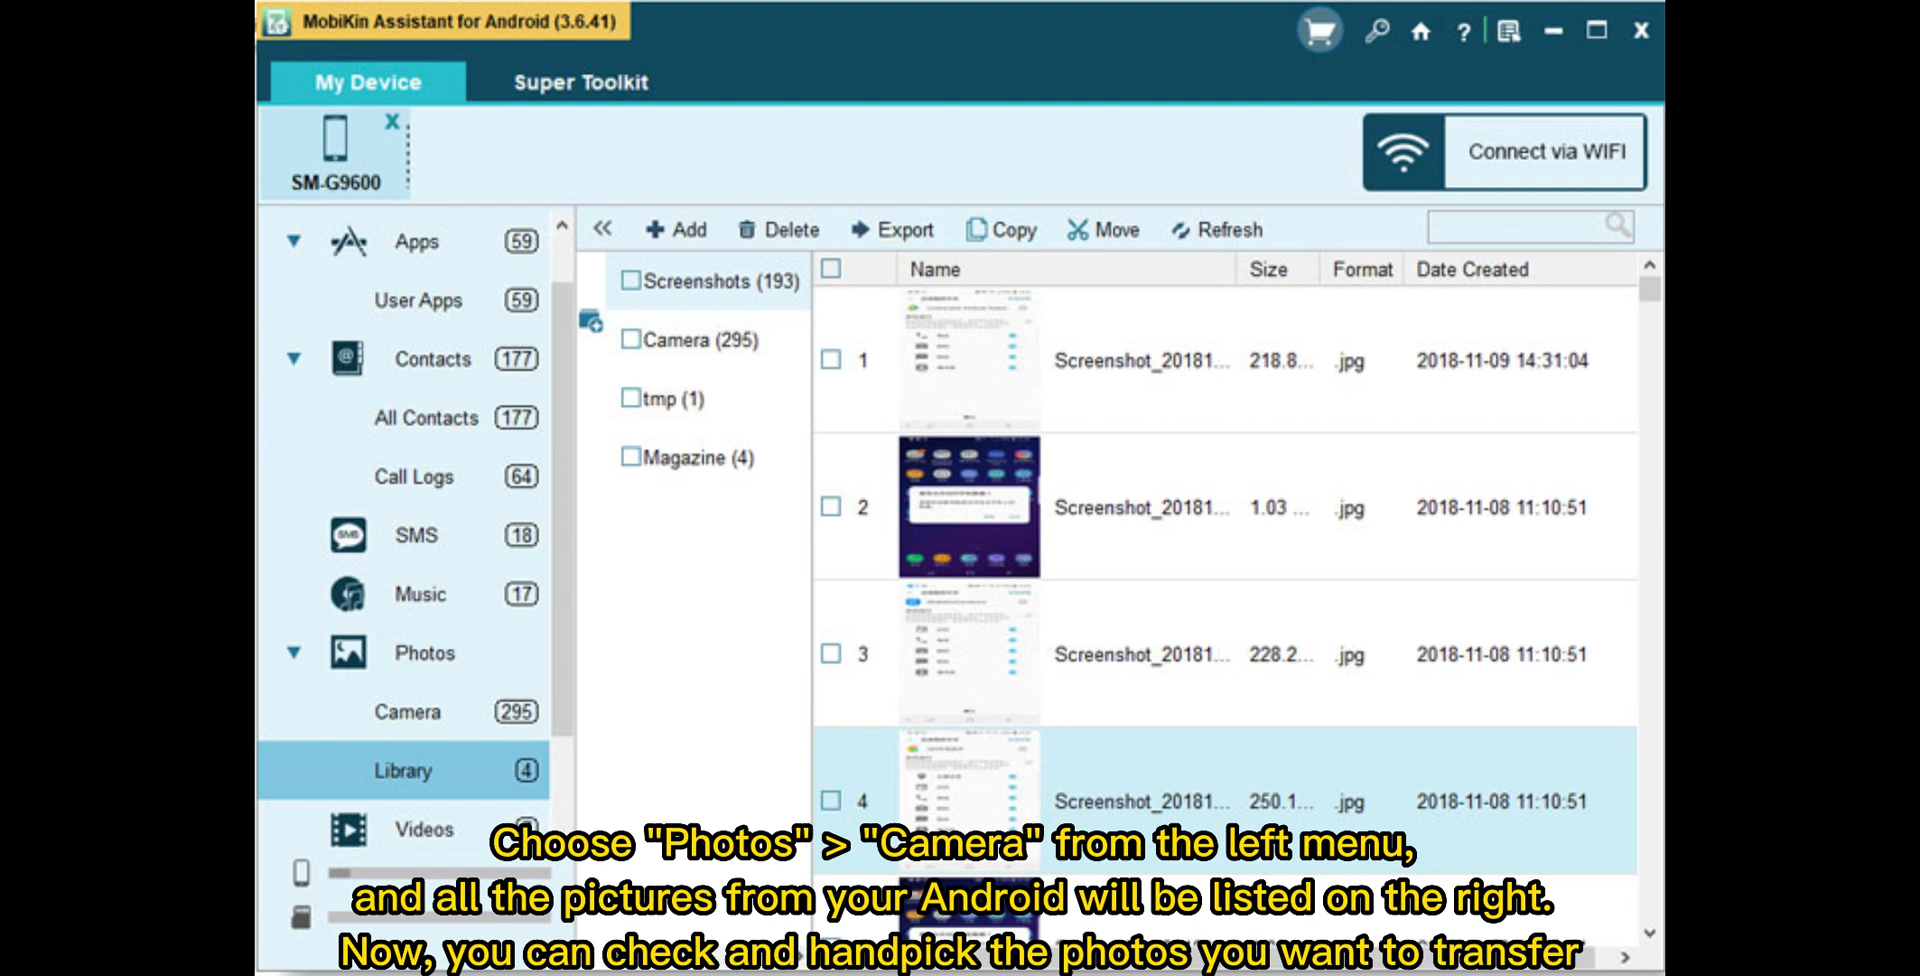 MobiKin Assistant for Android (3.6.41)
?
My Device
Super Toolkit
SM-G9600
Connect via WIFI
Apps 59
User Apps 59
Contacts 177
All Contacts 177
Call Logs 64
SMS 18
Music 17
Photos
Camera 295
Library 4
Videos
Add Delete Export Copy Move Refresh
Screenshots (193)
Camera (295)
tmp (1)
Magazine (4)
Name Size Format Date Created
1 Screenshot_20181... 218.8... .jpg 2018-11-09 14:31:04
2 Screenshot_20181... 1.03 ... .jpg 2018-11-08 11:10:51
3 Screenshot_20181... 228.2... .jpg 2018-11-08 11:10:51
4 Screenshot_20181... 250.1... .jpg 2018-11-08 11:10:51
Choose "Photos" > "Camera" from the left menu,
and all the pictures from your Android will be listed on the right.
Now, you can check and handpick the photos you want to transfer